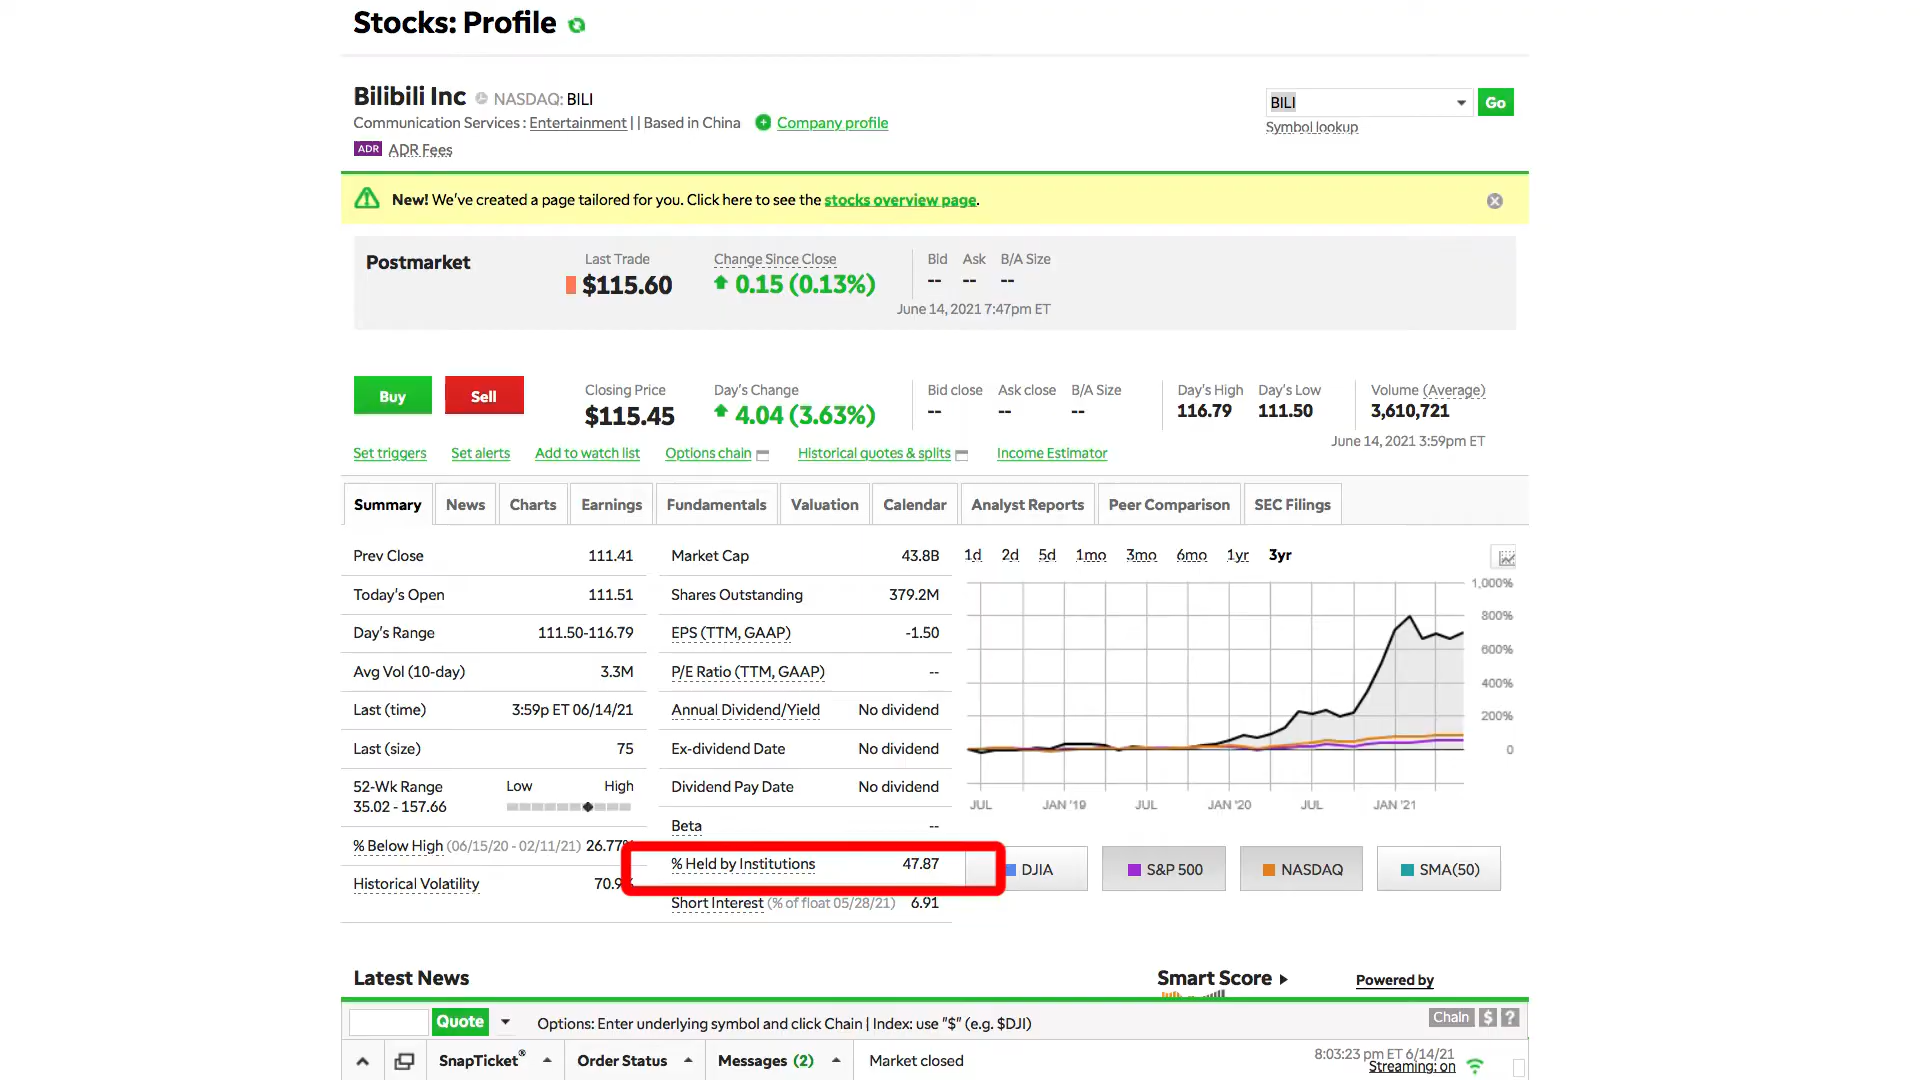 Stocks: Profile
Bilibili Inc NASDAQ: BILI
Communication Services : Entertainment | | Based in China Company profile
ADR ADR Fees
BILI Go
Symbol lookup
New! We've created a page tailored for you. Click here to see the stocks overview page.
Postmarket
Last Trade Change Since Close Bid Ask B/A Size
$115.60 0.15 (0.13%) -- -- --
June 14, 2021 7:47pm ET
Buy Sell
Closing Price Day's Change Bid close Ask close B/A Size Day's High Day's Low Volume (Average)
$115.45 4.04 (3.63%) -- -- -- 116.79 111.50 3,610,721
June 14, 2021 3:59pm ET
Set triggers Set alerts Add to watch list Options chain Historical quotes & splits Income Estimator
Summary News Charts Earnings Fundamentals Valuation Calendar Analyst Reports Peer Comparison SEC Filings
Prev Close 111.41
Today's Open 111.51
Day's Range 111.50-116.79
Avg Vol (10-day) 3.3M
Last (time) 3:59p ET 06/14/21
Last (size) 75
52-Wk Range Low High
35.02 - 157.66
% Below High (06/15/20 - 02/11/21) 26.77%
Historical Volatility 70.9
Market Cap 43.8B
Shares Outstanding 379.2M
EPS (TTM, GAAP) -1.50
P/E Ratio (TTM, GAAP) --
Annual Dividend/Yield No dividend
Ex-dividend Date No dividend
Dividend Pay Date No dividend
Beta --
% Held by Institutions 47.87
Short Interest (% of float 05/28/21) 6.91
1d 2d 5d 1mo 3mo 6mo 1yr 3yr
1,000%
800%
600%
400%
200%
0
JUL JAN '19 JUL JAN '20 JUL JAN '21
DJIA S&P 500 NASDAQ SMA(50)
Latest News
Smart Score Powered by
Quote Options: Enter underlying symbol and click Chain | Index: use "$" (e.g. $DJI) Chain $ ?
SnapTicket® Order Status Messages (2) Market closed
8:03:23 pm ET 6/14/21
Streaming: on